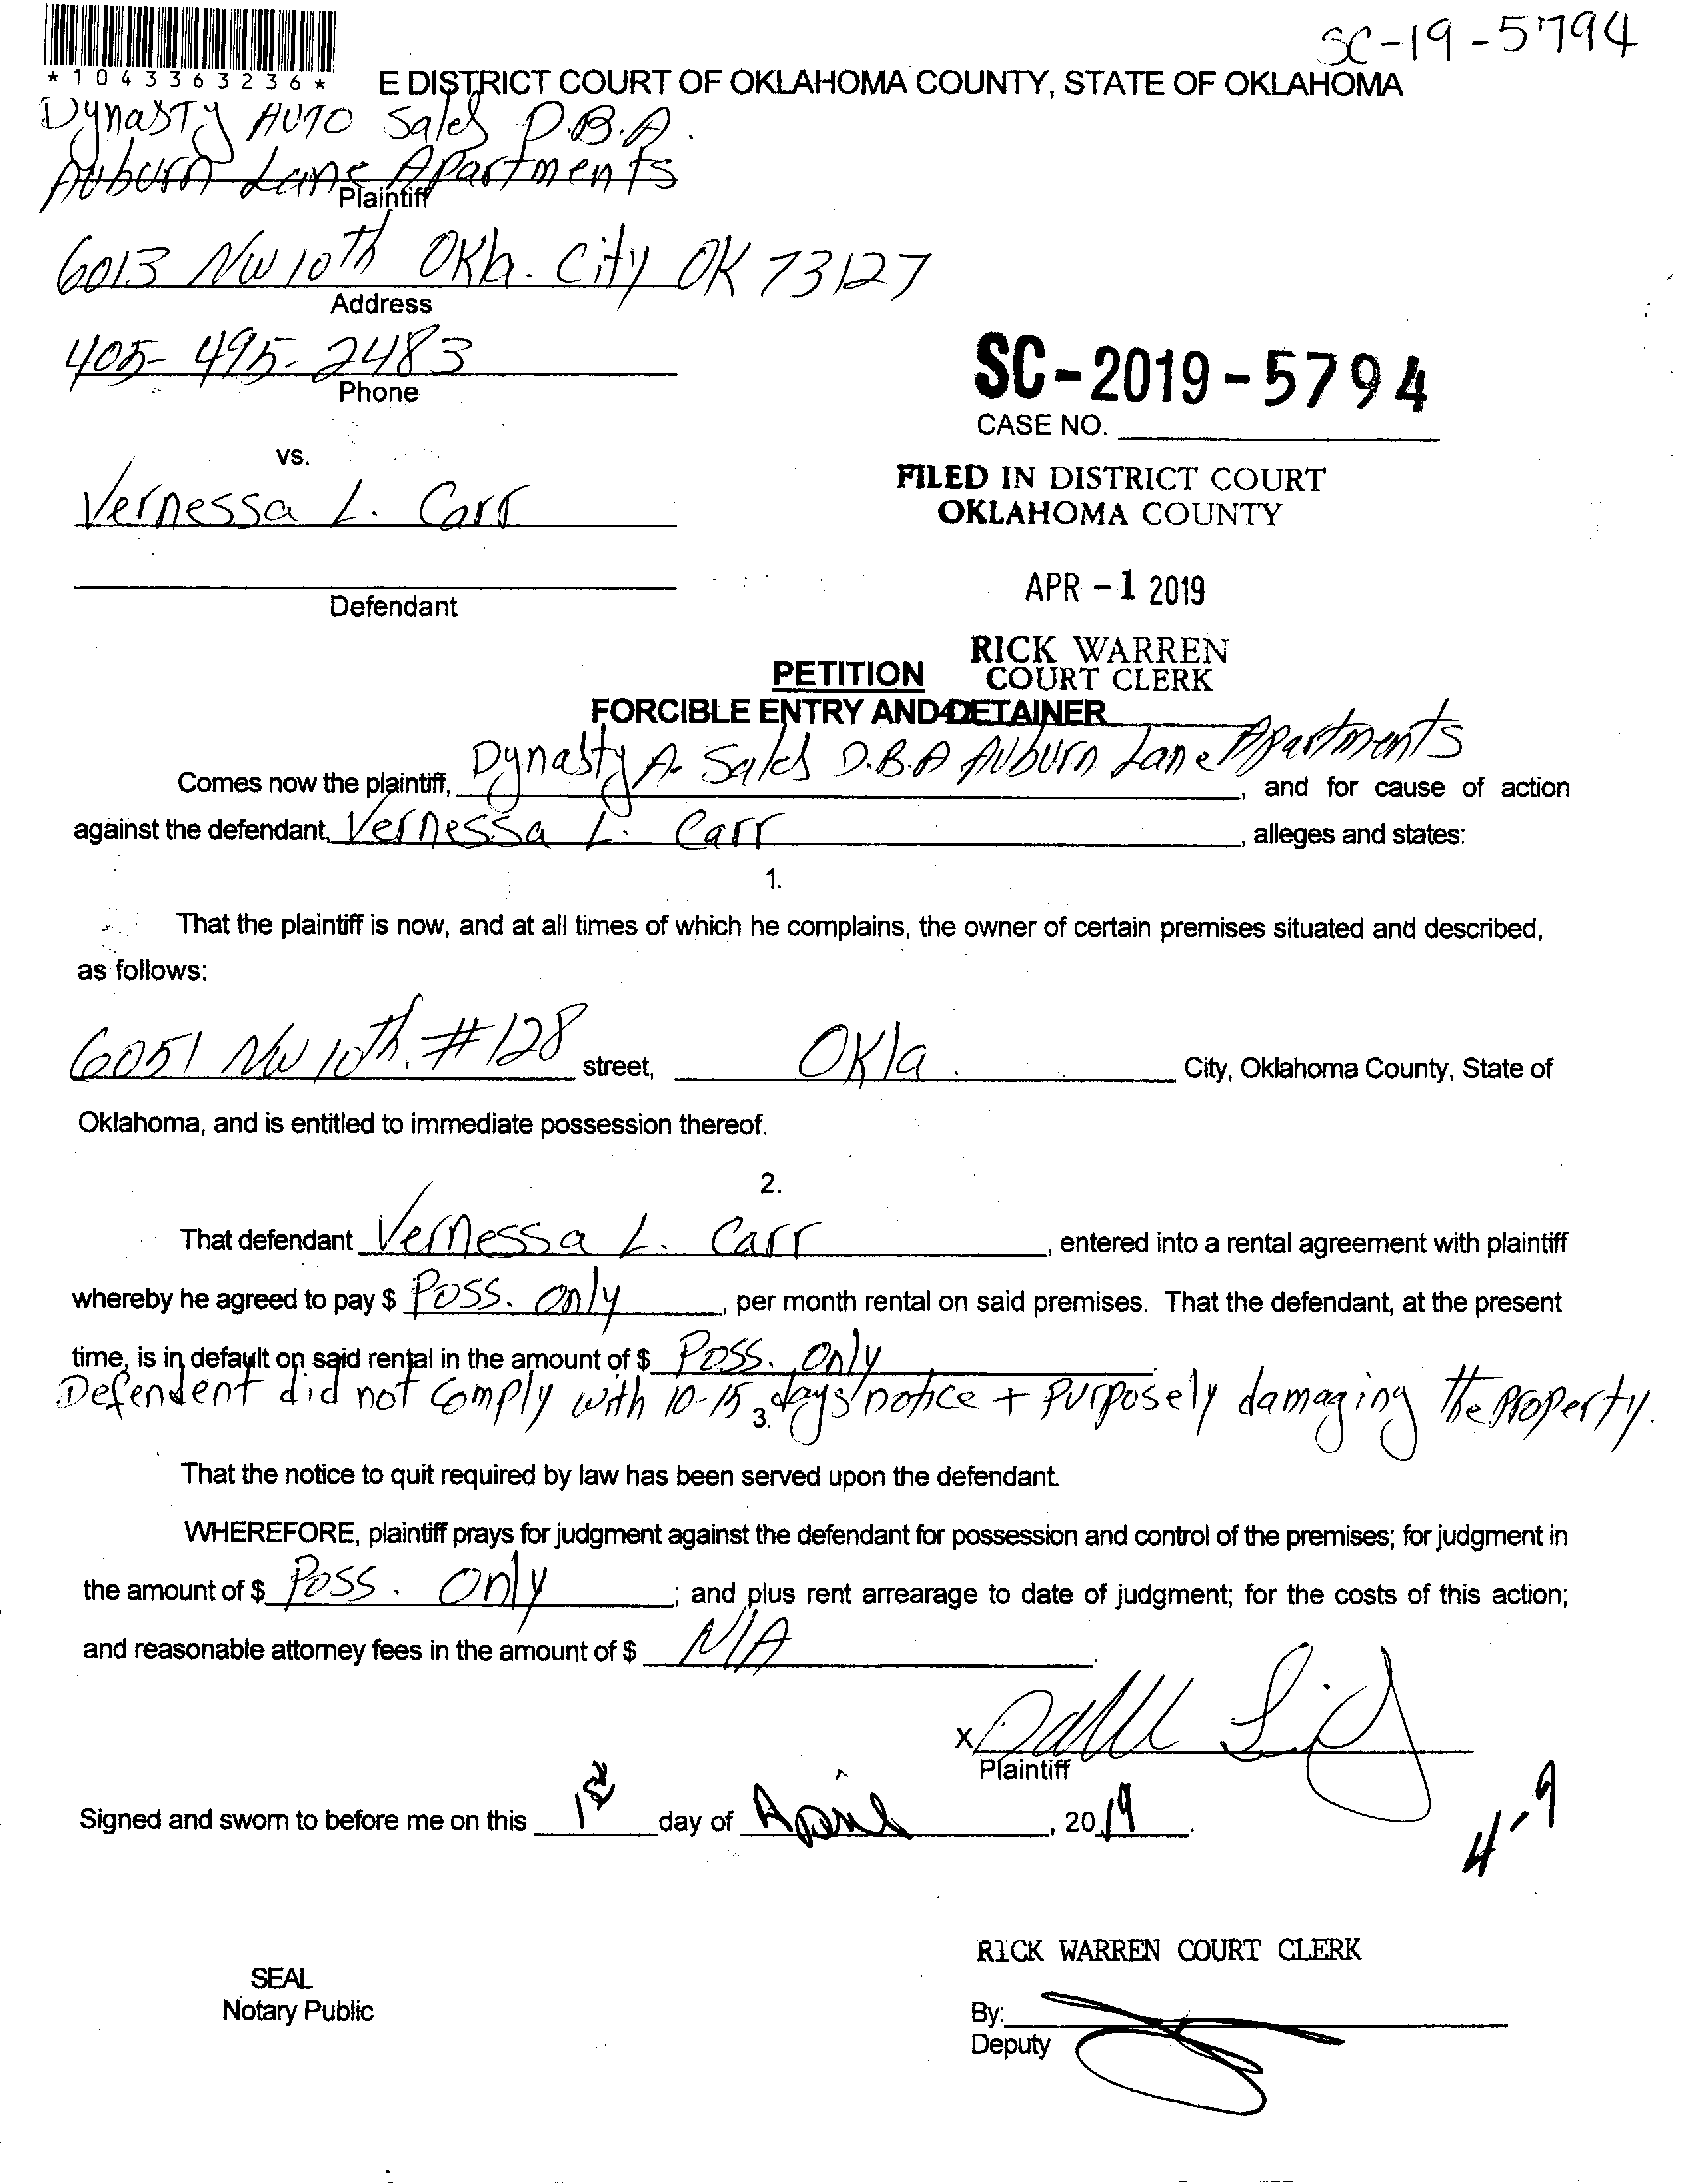 SC-19-5794
*1043363236*
E DISTRICT COURT OF OKLAHOMA COUNTY, STATE OF OKLAHOMA
Dynasty Auto Sales D.B.A.
Auburn Lane Apartments
Plaintiff
6013 NW 10th Okla. City OK 73127
Address
405-495-2483
Phone
SC-2019-5794
CASE NO.
vs.
Vernessa L. Carr
FILED IN DISTRICT COURT
OKLAHOMA COUNTY
Defendant
APR -1 2019
RICK WARREN
COURT CLERK
PETITION
FORCIBLE ENTRY AND DETAINER
Comes now the plaintiff, Dynasty A. Sales D.B.A Auburn Lane Apartments, and for cause of action
against the defendant, Vernessa L. Carr, alleges and states:
1.
That the plaintiff is now, and at all times of which he complains, the owner of certain premises situated and described,
as follows:
6051 NW 10th. #128 street, Okla. City, Oklahoma County, State of
Oklahoma, and is entitled to immediate possession thereof.
2.
That defendant Vernessa L. Carr, entered into a rental agreement with plaintiff
whereby he agreed to pay $ Poss. Only, per month rental on said premises. That the defendant, at the present
time, is in default on said rental in the amount of $ Poss. Only
Defendent did not comply with 10-15 days notice + purposely damaging the property.
3.
That the notice to quit required by law has been served upon the defendant.
WHEREFORE, plaintiff prays for judgment against the defendant for possession and control of the premises; for judgment in
the amount of $ Poss. Only; and plus rent arrearage to date of judgment; for the costs of this action;
and reasonable attorney fees in the amount of $ N/A.
X
Plaintiff
Signed and sworn to before me on this 1st day of April, 2019.
4-9
RICK WARREN COURT CLERK
SEAL
Notary Public
By:
Deputy